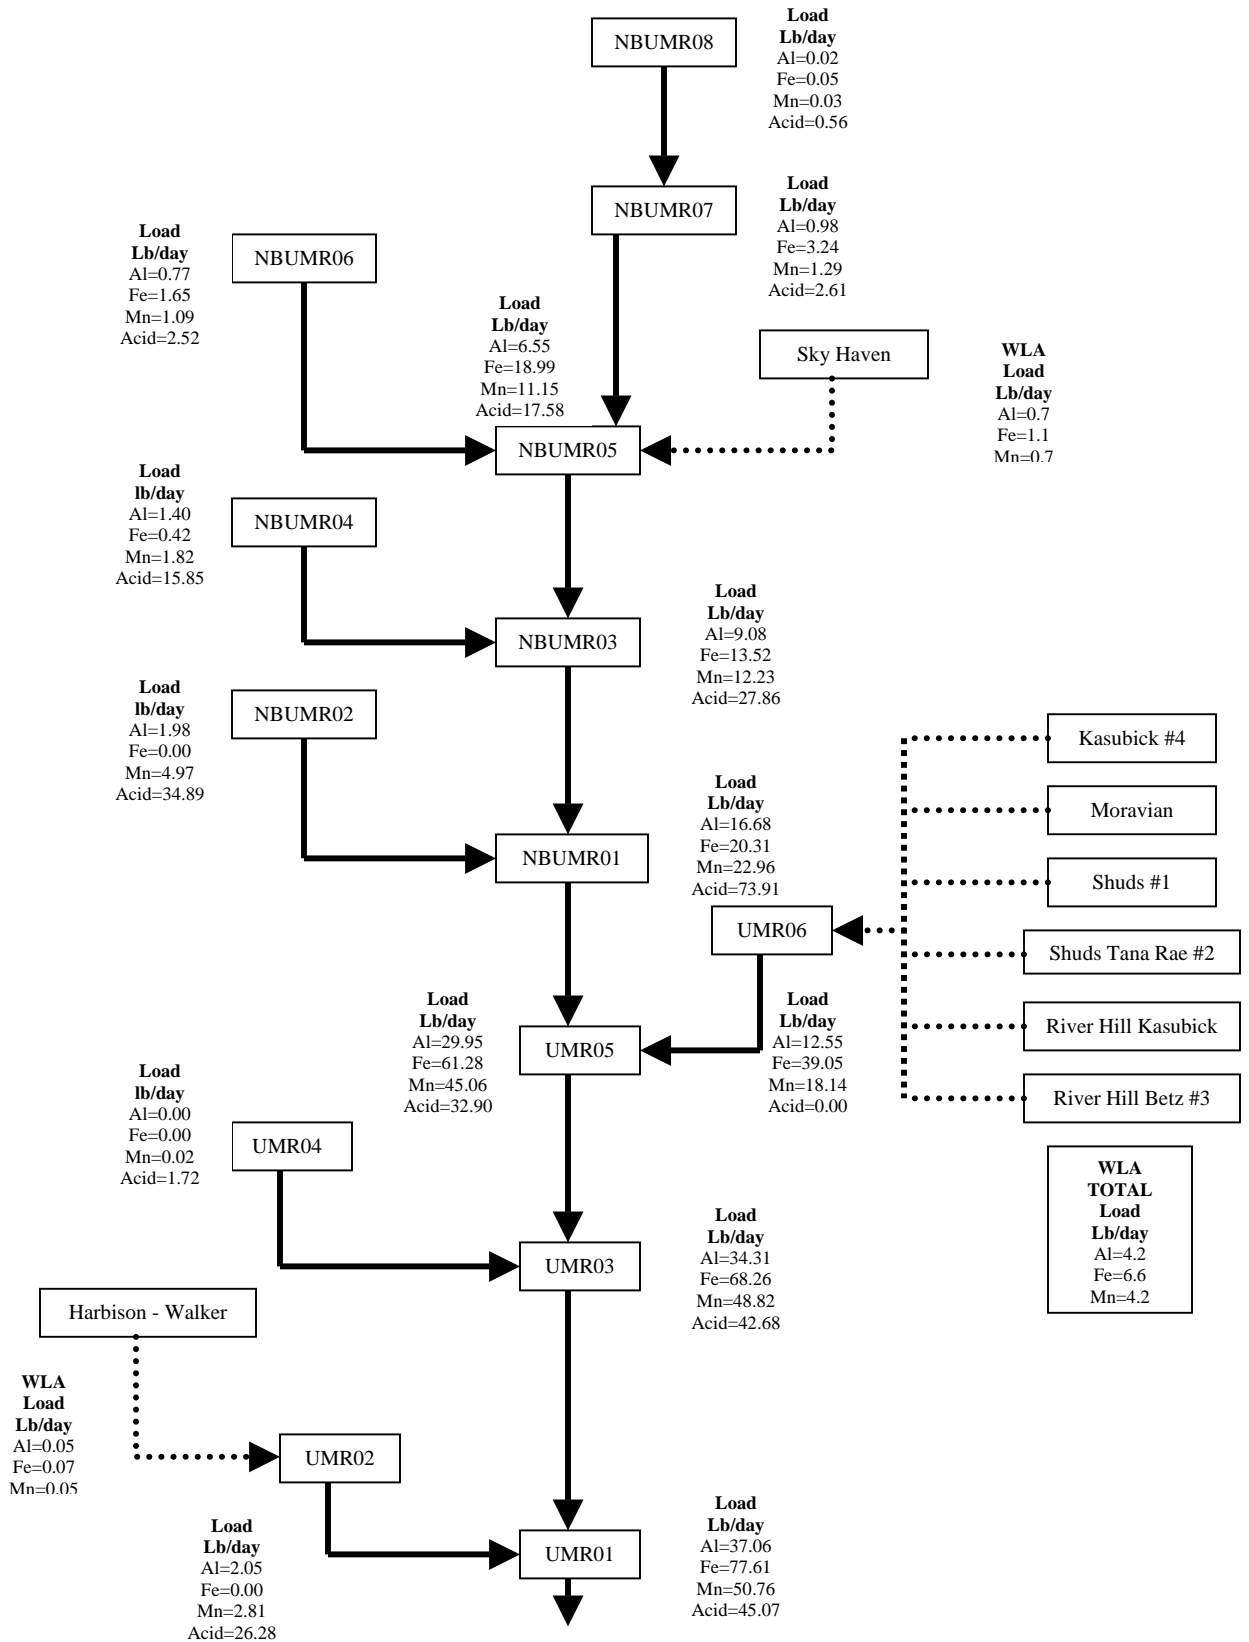 NBUMR08
Load
Lb/day
Al=0.02
Fe=0.05
Mn=0.03
Acid=0.56
NBUMR07
Load
Lb/day
Al=0.98
Fe=3.24
Mn=1.29
Acid=2.61
Load
Lb/day
Al=0.77
Fe=1.65
Mn=1.09
Acid=2.52
NBUMR06
Load
Lb/day
Al=6.55
Fe=18.99
Mn=11.15
Acid=17.58
Sky Haven
WLA
Load
Lb/day
Al=0.7
Fe=1.1
Mn=0.7
NBUMR05
Load
lb/day
Al=1.40
Fe=0.42
Mn=1.82
Acid=15.85
NBUMR04
NBUMR03
Load
Lb/day
Al=9.08
Fe=13.52
Mn=12.23
Acid=27.86
Load
lb/day
Al=1.98
Fe=0.00
Mn=4.97
Acid=34.89
NBUMR02
NBUMR01
Load
Lb/day
Al=16.68
Fe=20.31
Mn=22.96
Acid=73.91
Kasubick #4
Moravian
Shuds #1
Shuds Tana Rae #2
River Hill Kasubick
River Hill Betz #3
WLA
TOTAL
Load
Lb/day
Al=4.2
Fe=6.6
Mn=4.2
UMR06
Load
Lb/day
Al=29.95
Fe=61.28
Mn=45.06
Acid=32.90
UMR05
Load
Lb/day
Al=12.55
Fe=39.05
Mn=18.14
Acid=0.00
Load
lb/day
Al=0.00
Fe=0.00
Mn=0.02
Acid=1.72
UMR04
UMR03
Load
Lb/day
Al=34.31
Fe=68.26
Mn=48.82
Acid=42.68
Harbison - Walker
WLA
Load
Lb/day
Al=0.05
Fe=0.07
Mn=0.05
UMR02
Load
Lb/day
Al=2.05
Fe=0.00
Mn=2.81
Acid=26.28
UMR01
Load
Lb/day
Al=37.06
Fe=77.61
Mn=50.76
Acid=45.07